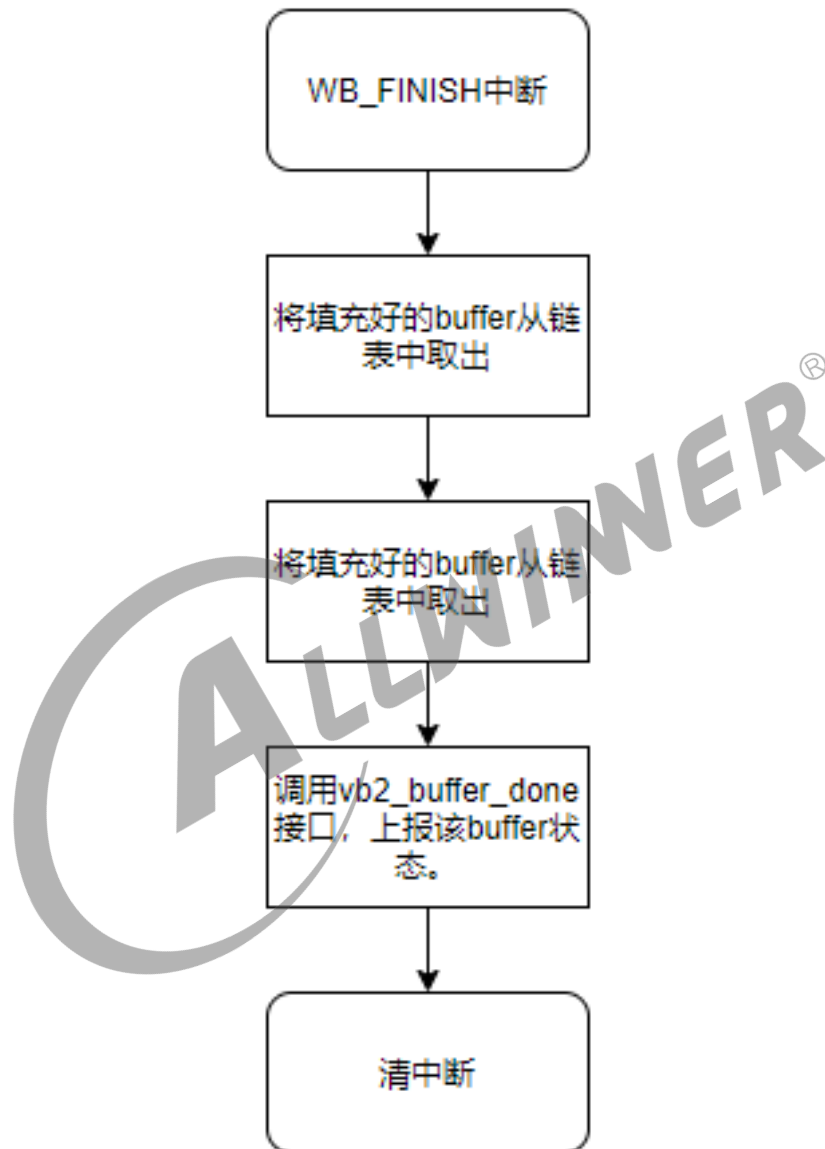 WB_FINISH中断
将填充好的buffer从链
表中取出
ALLWINNER®
将填充好的buffer从链
表中取出
调用vb2_buffer_done
接口，上报该buffer状
态。
清中断